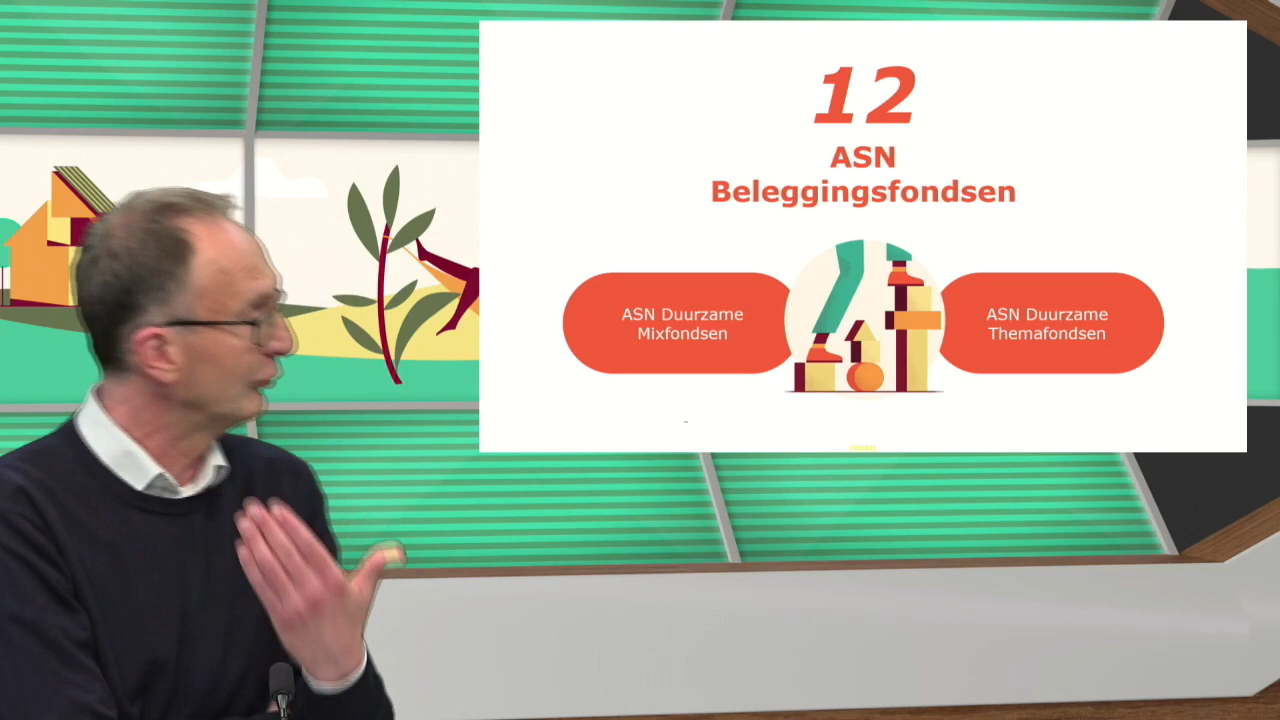 12
ASN
Beleggingsfondsen
ASN Duurzame
Mixfondsen
ASN Duurzame
Themafondsen